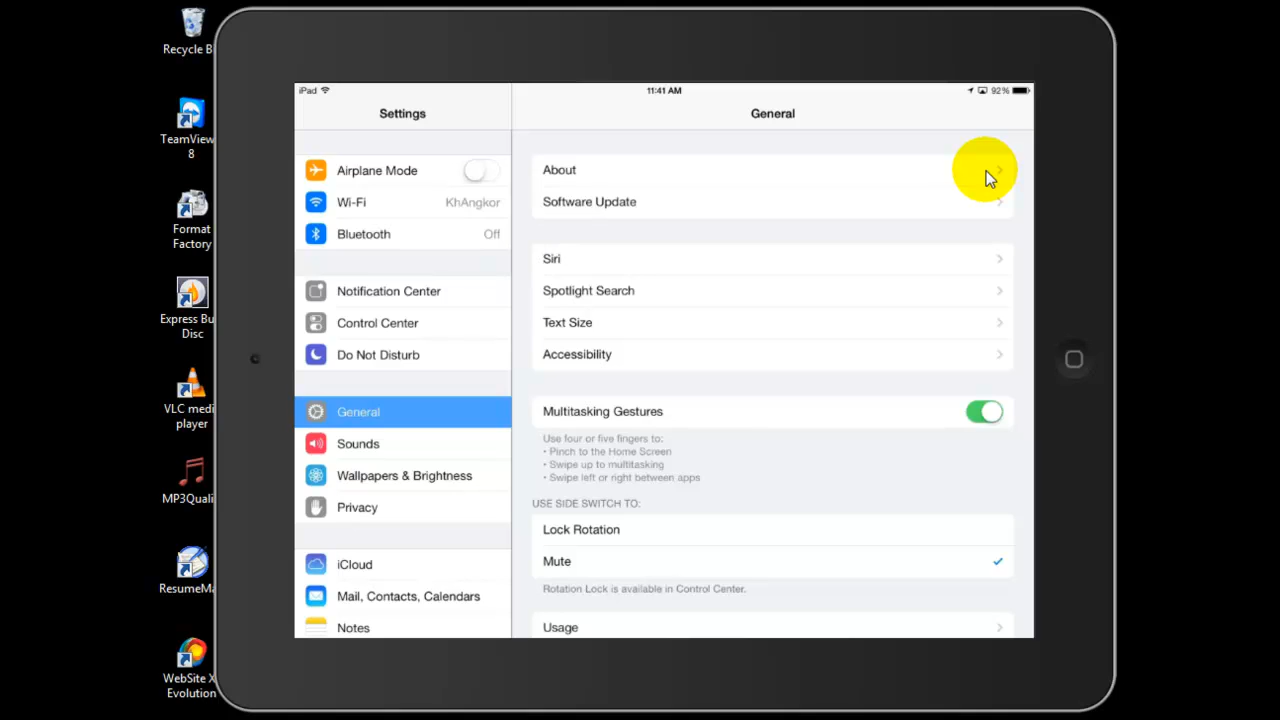 Recycle B
TeamView
8
Format
Factory
Express Bu
Disc
VLC medi
player
MP3Quali
ResumeMa
WebSite X
Evolution
iPad
11:41 AM
92%
Settings
Airplane Mode
Wi-Fi KhAngkor
Bluetooth Off
Notification Center
Control Center
Do Not Disturb
General
Sounds
Wallpapers & Brightness
Privacy
iCloud
Mail, Contacts, Calendars
Notes
General
About
Software Update
Siri
Spotlight Search
Text Size
Accessibility
Multitasking Gestures
Use four or five fingers to:
• Pinch to the Home Screen
• Swipe up to multitasking
• Swipe left or right between apps
USE SIDE SWITCH TO:
Lock Rotation
Mute
Rotation Lock is available in Control Center.
Usage